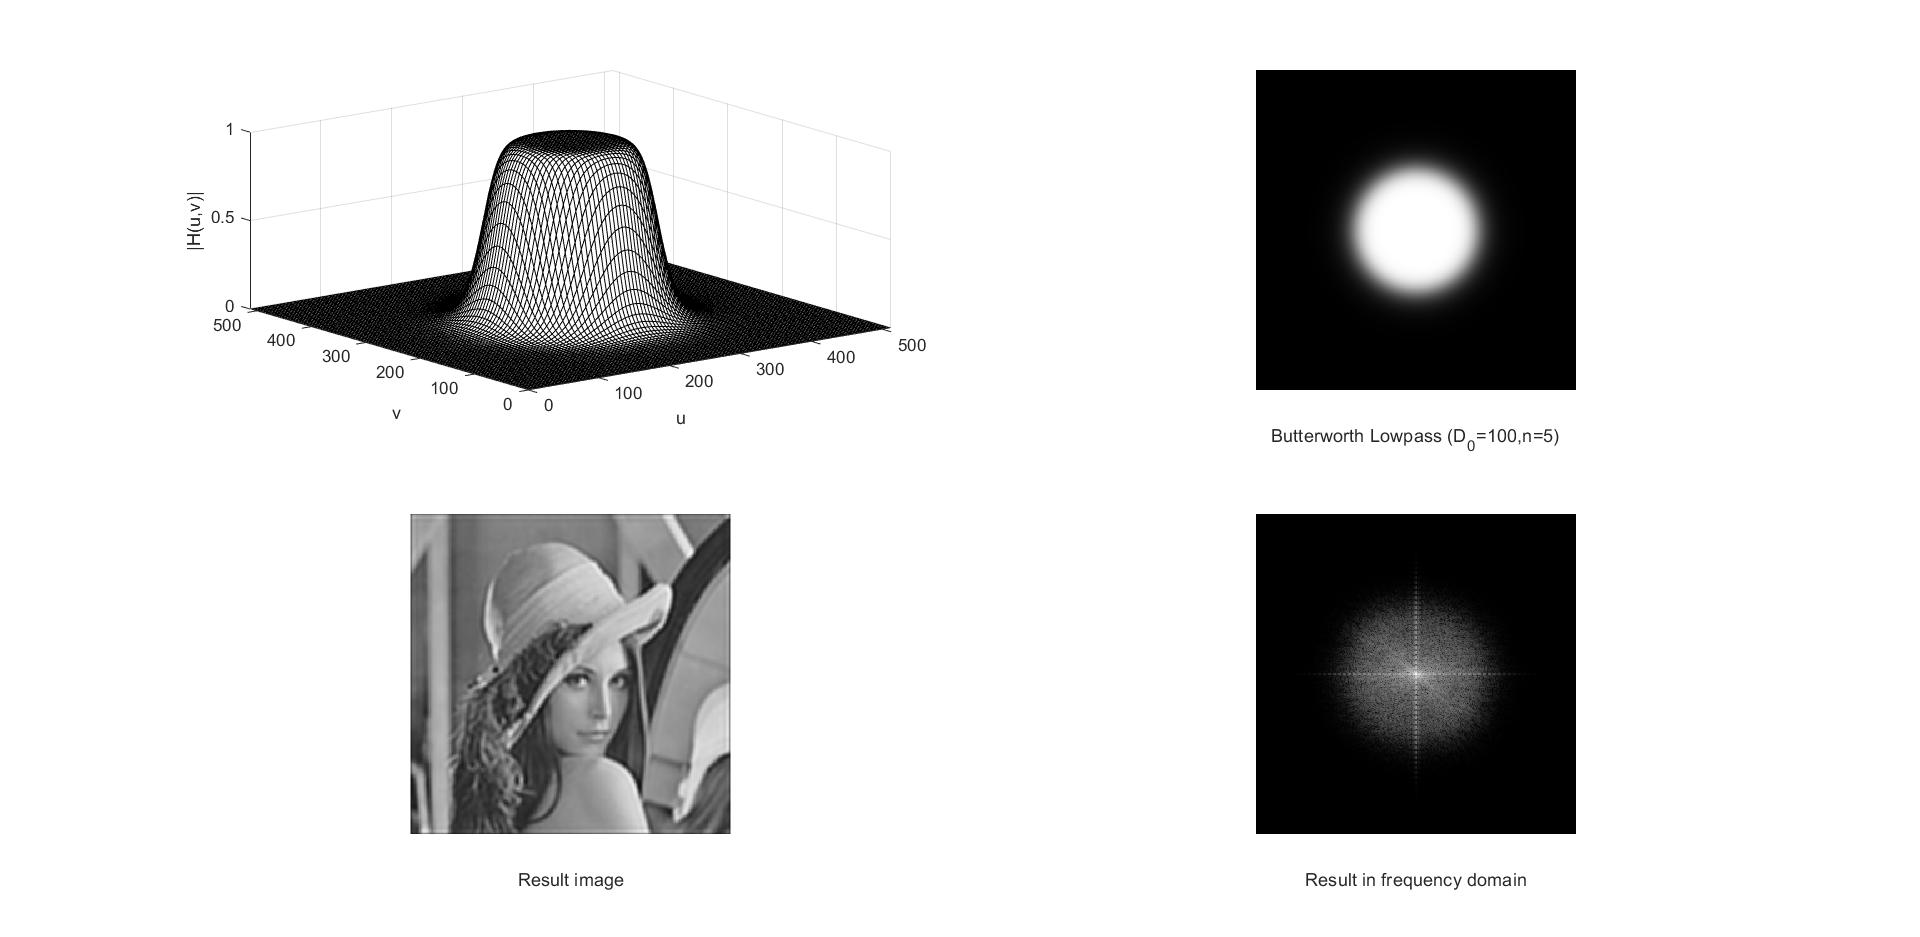 1
0.5
0
|H(u,v)|
500
400
300
200
100
0
v
0
100
200
300
400
500
u
Butterworth Lowpass (D₀=100,n=5)
Result image
Result in frequency domain